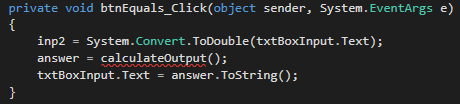 private void btnEquals_Click(object sender, System.EventArgs e)
{
    inp2 = System.Convert.ToDouble(txtBoxInput.Text);
    answer = calculateOutput();
    txtBoxInput.Text = answer.ToString();
}